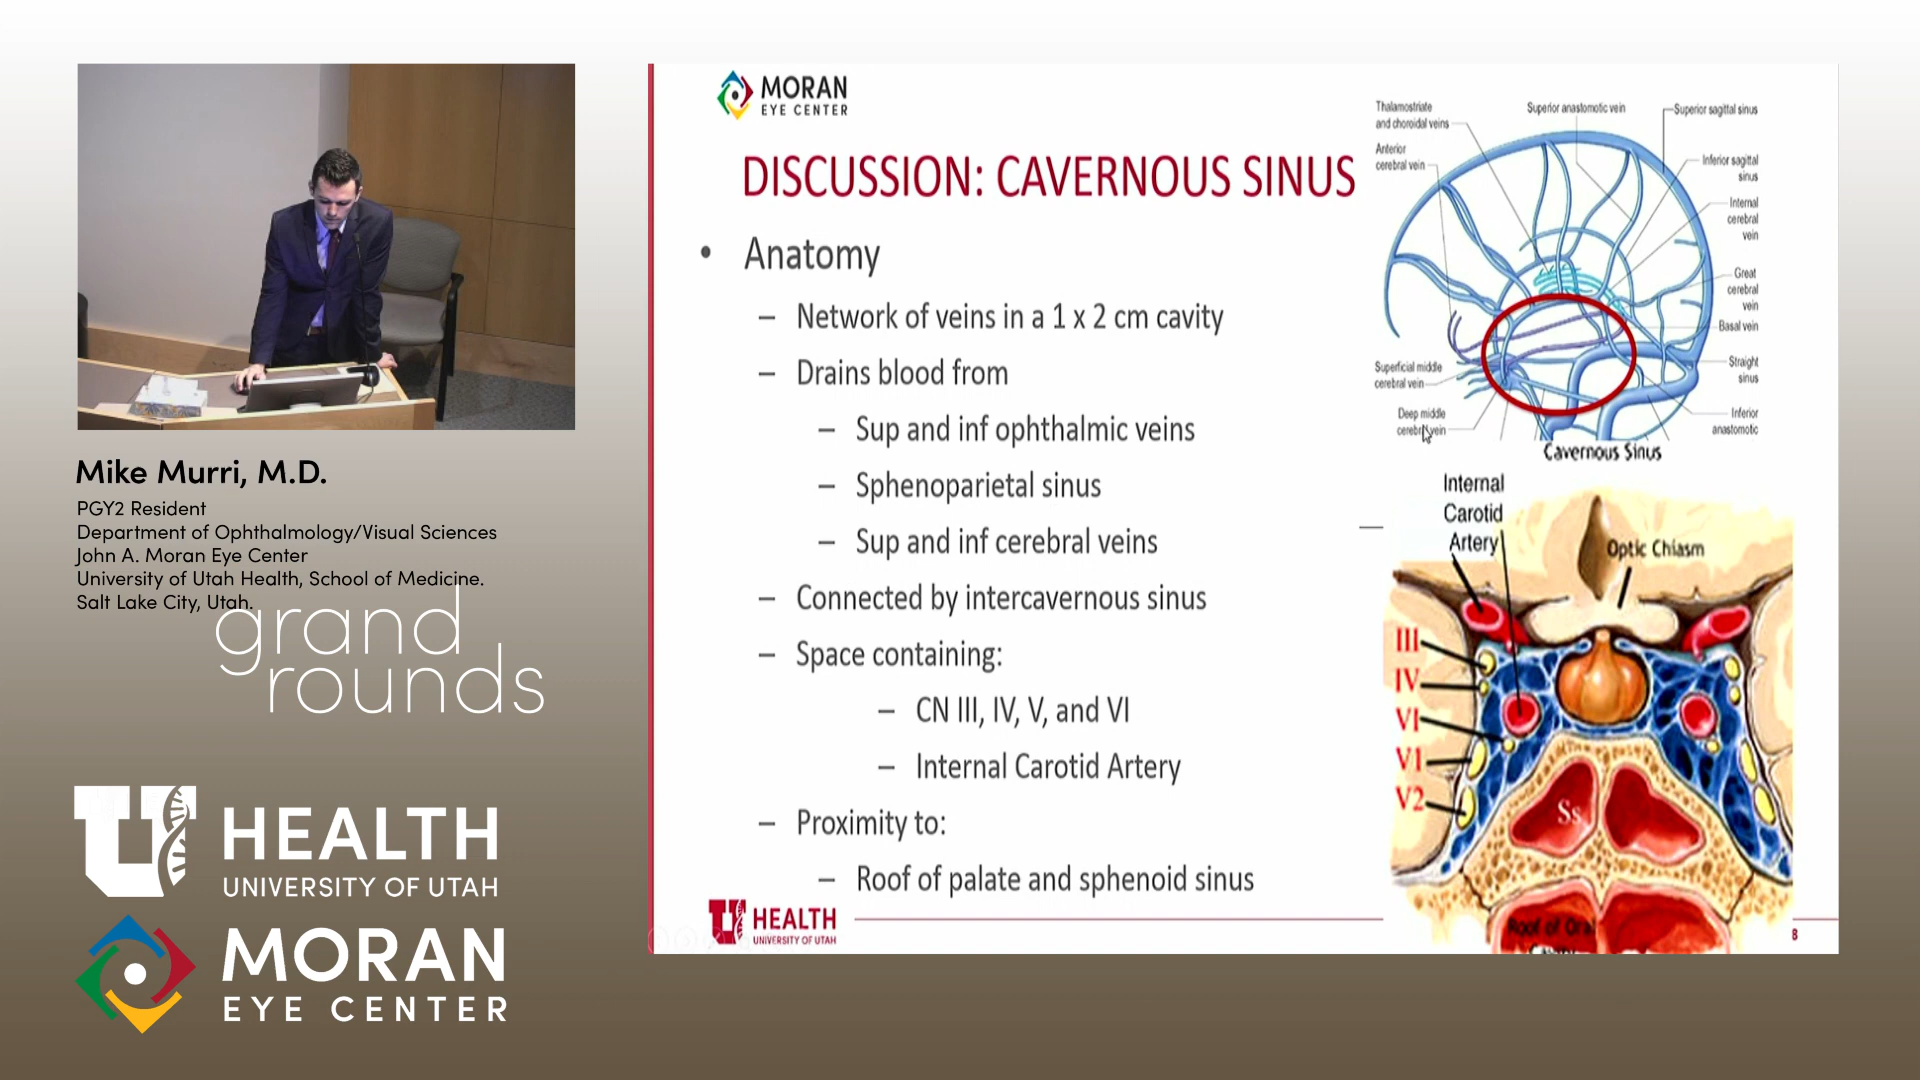 Mike Murri, M.D.
PGY2 Resident
Department of Ophthalmology/Visual Sciences
John A. Moran Eye Center
University of Utah Health, School of Medicine.
Salt Lake City, Utah.
grand
rounds
U HEALTH
UNIVERSITY OF UTAH
MORAN
EYE CENTER
MORAN
EYE CENTER
DISCUSSION: CAVERNOUS SINUS
• Anatomy
– Network of veins in a 1 x 2 cm cavity
– Drains blood from
– Sup and inf ophthalmic veins
– Sphenoparietal sinus
– Sup and inf cerebral veins
– Connected by intercavernous sinus
– Space containing:
– CN III, IV, V, and VI
– Internal Carotid Artery
– Proximity to:
– Roof of palate and sphenoid sinus
U HEALTH
UNIVERSITY OF UTAH
Thalamostriate
and choroidal veins
Superior anastomotic vein
Superior sagittal sinus
Anterior
cerebral vein
Inferior sagittal
sinus
Internal
cerebral
vein
Great
cerebral
vein
Basal vein
Straight
sinus
Superficial middle
cerebral vein
Deep middle
cerebral vein
Inferior
anastomotic
Cavernous Sinus
Internal
Carotid
Artery
Optic Chiasm
III
IV
VI
V1
V2
Ss
Roof of Oral
Cavity
8